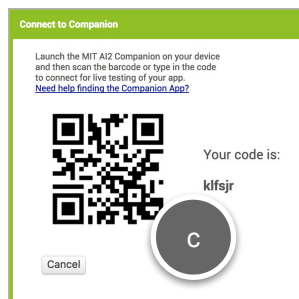 Connect to Companion
Launch the MIT AI2 Companion on your device
and then scan the barcode or type in the code
to connect for live testing of your app.
Need help finding the Companion App?
Your code is:
klfsjr
C
Cancel